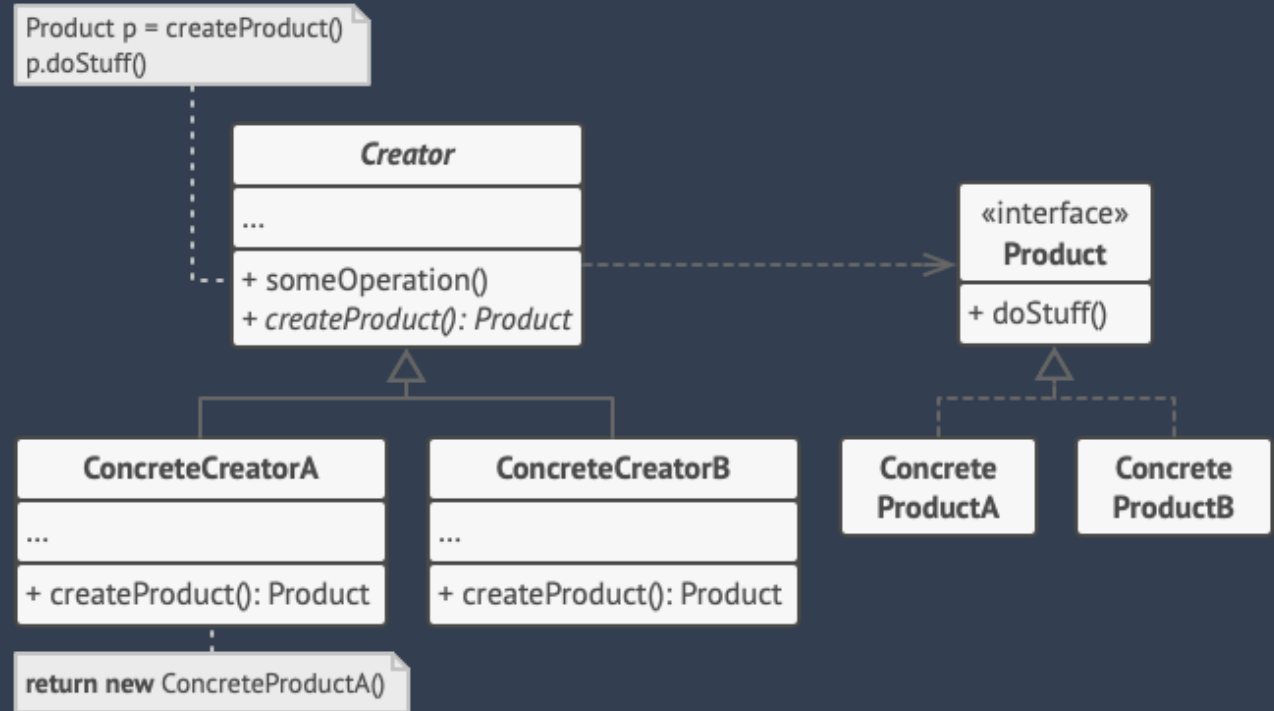 Product p = createProduct()
p.doStuff()
Creator
...
+ someOperation()
+ createProduct(): Product
«interface»
Product
+ doStuff()
ConcreteCreatorA
...
+ createProduct(): Product
ConcreteCreatorB
...
+ createProduct(): Product
Concrete
ProductA
Concrete
ProductB
return new ConcreteProductA()